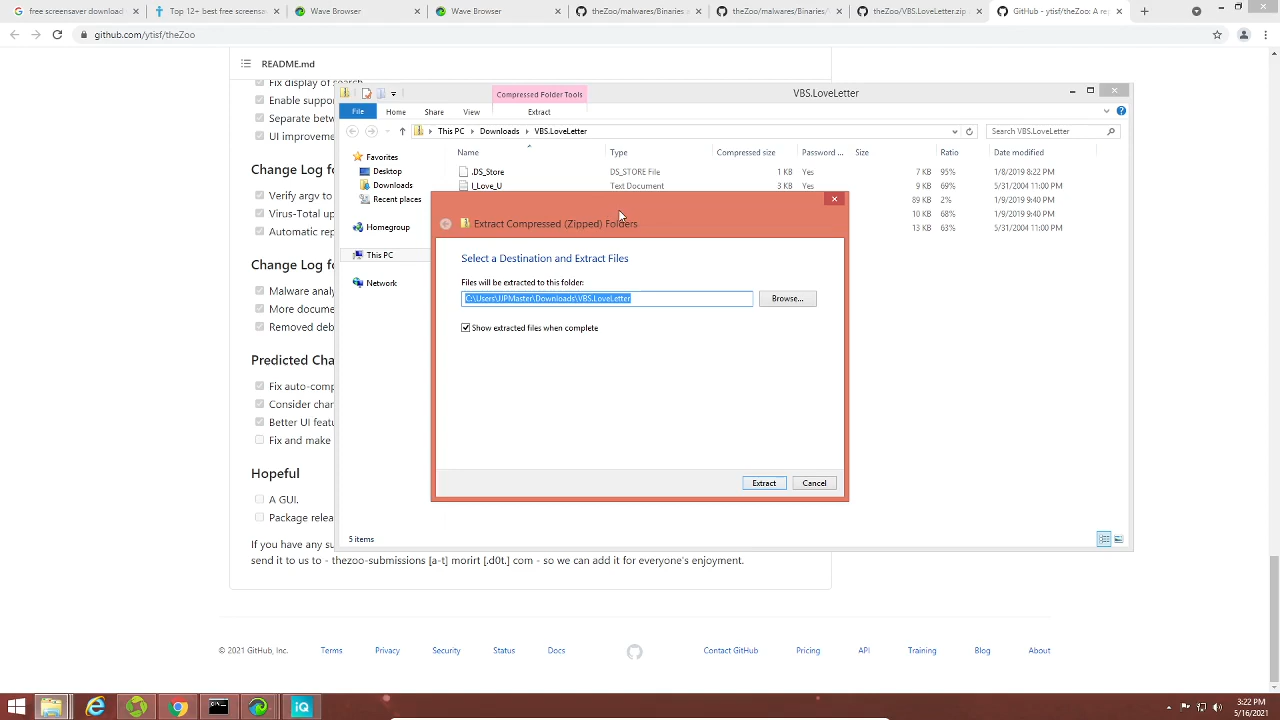 free screensaver download
Top 12+ best free screensa
Wave Browser
Wave Browser
theZoo/malwares/Binaries a
theZoo/malwares/Binaries/
theZoo/VBS.LoveLetter.zip
GitHub - ytisf/theZoo: A re
github.com/ytisf/theZoo
README.md
Fix display of search
Enable suppo
Separate betw
UI improveme
Change Log fo
Verify argv to
Virus-Total up
Automatic rep
Change Log fo
Malware analy
More docume
Removed deb
Predicted Cha
Fix auto-comp
Consider char
Better UI featu
Fix and make
Hopeful
A GUI.
Package relea
If you have any su
send it to us to - thezoo-submissions [a-t] morirt [.d0t.] com - so we can add it for everyone's enjoyment.
Compressed Folder Tools
VBS.LoveLetter
File Home Share View Extract
This PC Downloads VBS.LoveLetter
Search VBS.LoveLetter
Favorites
Desktop
Downloads
Recent places
Homegroup
This PC
Network
Name Type Compressed size Password ... Size Ratio Date modified
.DS_Store DS_STORE File 1 KB Yes 7 KB 95% 1/8/2019 8:22 PM
I_Love_U Text Document 3 KB Yes 9 KB 69% 5/31/2004 11:00 PM
89 KB 2% 1/9/2019 9:40 PM
10 KB 68% 1/9/2019 9:40 PM
13 KB 63% 5/31/2004 11:00 PM
Extract Compressed (Zipped) Folders
Select a Destination and Extract Files
Files will be extracted to this folder:
C:\Users\JJPMaster\Downloads\VBS.LoveLetter
Browse...
Show extracted files when complete
Extract Cancel
5 items
© 2021 GitHub, Inc. Terms Privacy Security Status Docs Contact GitHub Pricing API Training Blog About
iQ
3:22 PM
5/16/2021